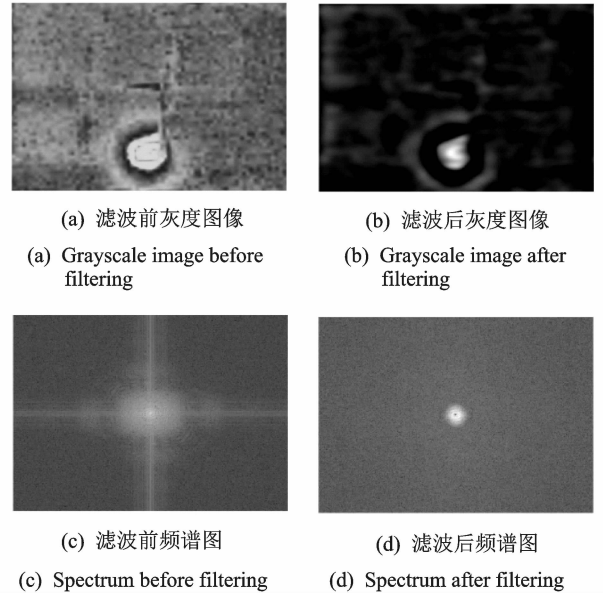 (a) 滤波前灰度图像
(b) 滤波后灰度图像
(a) Grayscale image before
filtering
(b) Grayscale image after
filtering
(c) 滤波前频谱图
(d) 滤波后频谱图
(c) Spectrum before filtering
(d) Spectrum after filtering